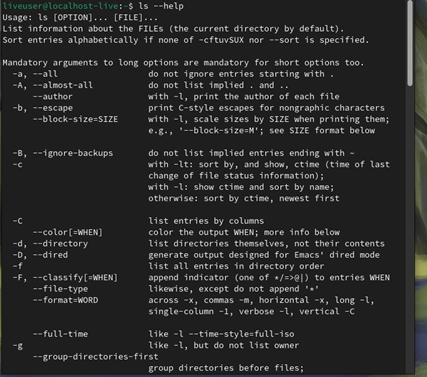 liveuser@localhost-live:~$ ls --help
Usage: ls [OPTION]... [FILE]...
List information about the FILEs (the current directory by default).
Sort entries alphabetically if none of -cftuvSUX nor --sort is specified.
Mandatory arguments to long options are mandatory for short options too.
-a, --all do not ignore entries starting with .
-A, --almost-all do not list implied . and ..
--author with -l, print the author of each file
-b, --escape print C-style escapes for nongraphic characters
--block-size=SIZE with -l, scale sizes by SIZE when printing them;
e.g., '--block-size=M'; see SIZE format below
-B, --ignore-backups do not list implied entries ending with ~
-c with -lt: sort by, and show, ctime (time of last
change of file status information);
with -l: show ctime and sort by name;
otherwise: sort by ctime, newest first
-C list entries by columns
--color[=WHEN] color the output WHEN; more info below
-d, --directory list directories themselves, not their contents
-D, --dired generate output designed for Emacs' dired mode
-f list all entries in directory order
-F, --classify[=WHEN] append indicator (one of */=>@|) to entries WHEN
--file-type likewise, except do not append '*'
--format=WORD across -x, commas -m, horizontal -x, long -l,
single-column -1, verbose -l, vertical -C
--full-time like -l --time-style=full-iso
-g like -l, but do not list owner
--group-directories-first
group directories before files;